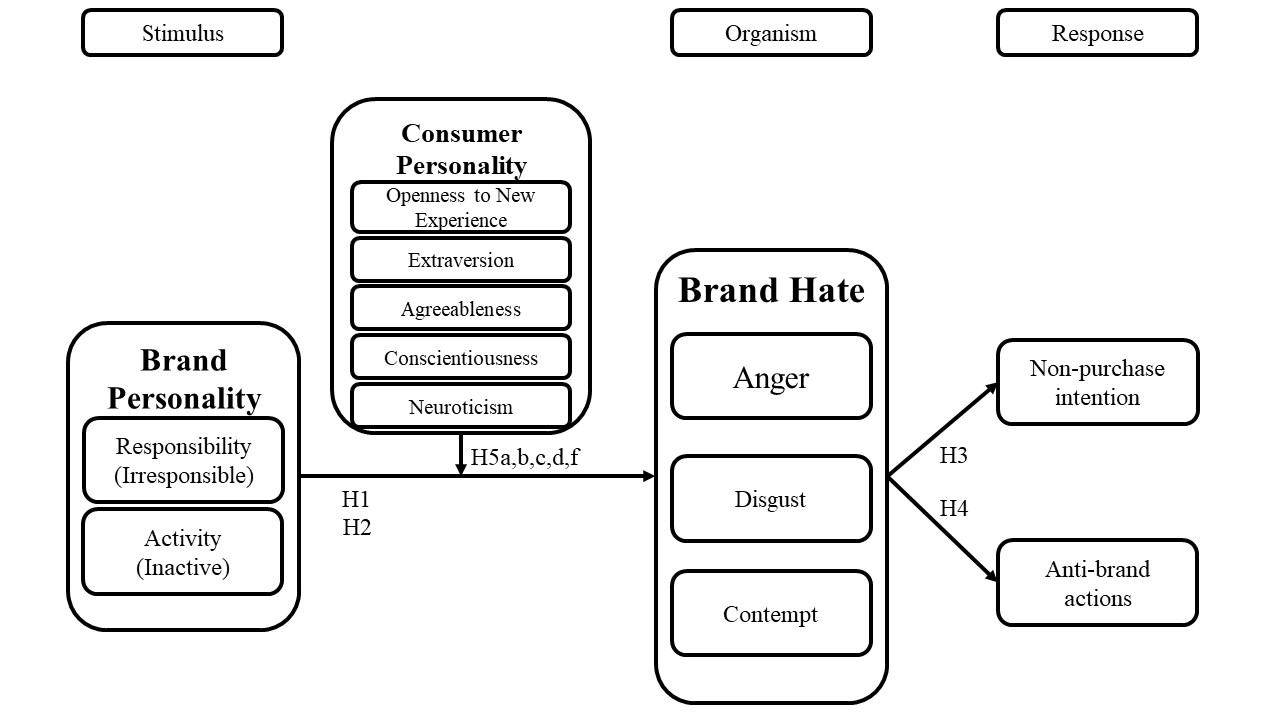 Stimulus
Organism
Response
Consumer
Personality
Openness to New
Experience
Extraversion
Agreeableness
Conscientiousness
Neuroticism
H5a,b,c,d,f
Brand
Personality
Responsibility
(Irresponsible)
Activity
(Inactive)
H1
H2
Brand Hate
Anger
Disgust
Contempt
H3
H4
Non-purchase
intention
Anti-brand
actions